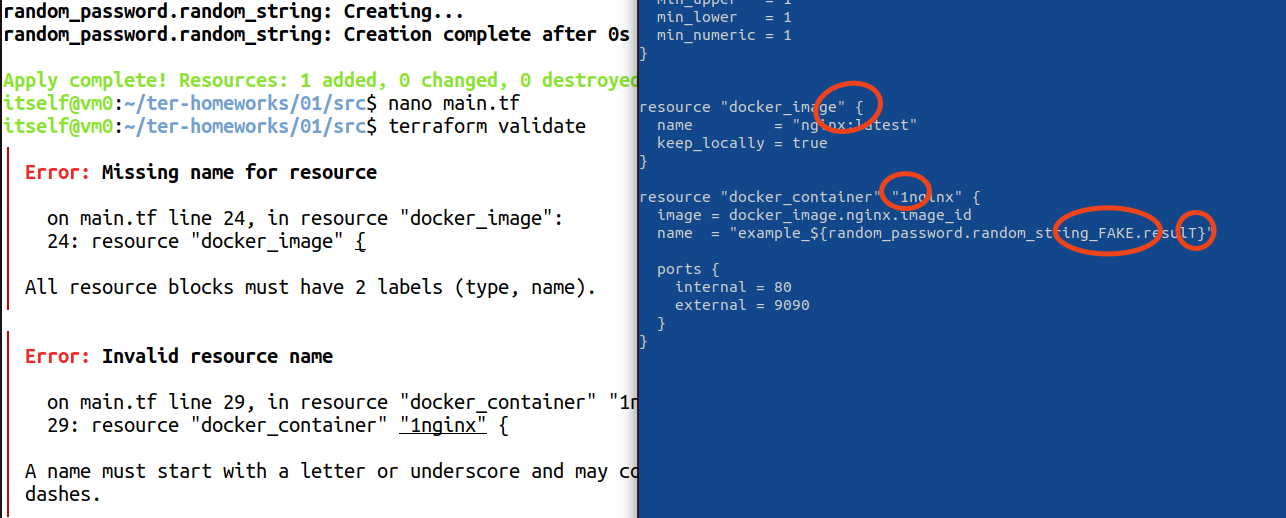 random_password.random_string: Creating...
random_password.random_string: Creation complete after 0s
Apply complete! Resources: 1 added, 0 changed, 0 destroyed
itself@vm0:~/ter-homeworks/01/src$ nano main.tf
itself@vm0:~/ter-homeworks/01/src$ terraform validate
Error: Missing name for resource
on main.tf line 24, in resource "docker_image":
24: resource "docker_image" {
All resource blocks must have 2 labels (type, name).
Error: Invalid resource name
on main.tf line 29, in resource "docker_container" "1n
29: resource "docker_container" "1nginx" {
A name must start with a letter or underscore and may co
dashes.
min_upper   = 1
min_lower   = 1
min_numeric = 1
}
resource "docker_image" {
name         = "nginx:latest"
keep_locally = true
}
resource "docker_container" "1nginx" {
image = docker_image.nginx.image_id
name  = "example_${random_password.random_string_FAKE.resulT}"
ports {
internal = 80
external = 9090
}
}